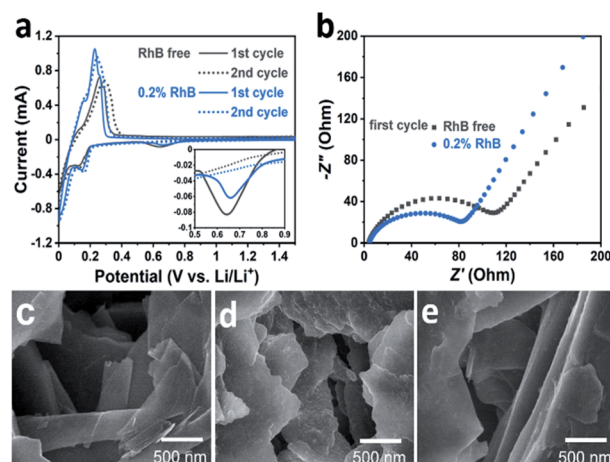 a
RhB free
1st cycle
2nd cycle
0.2% RhB
1st cycle
2nd cycle
Current (mA)
1.2
0.8
0.4
0.0
-0.4
-0.8
-1.2
0.0 0.2 0.4 0.6 0.8 1.0 1.2 1.4
Potential (V vs. Li/Li⁺)
0.00
-0.02
-0.04
-0.06
-0.08
-0.1
0.5 0.6 0.7 0.8 0.9
b
200
160
120
80
40
0
-Z″ (Ohm)
first cycle
RhB free
0.2% RhB
0 40 80 120 160 200
Z′ (Ohm)
c
500 nm
d
500 nm
e
500 nm